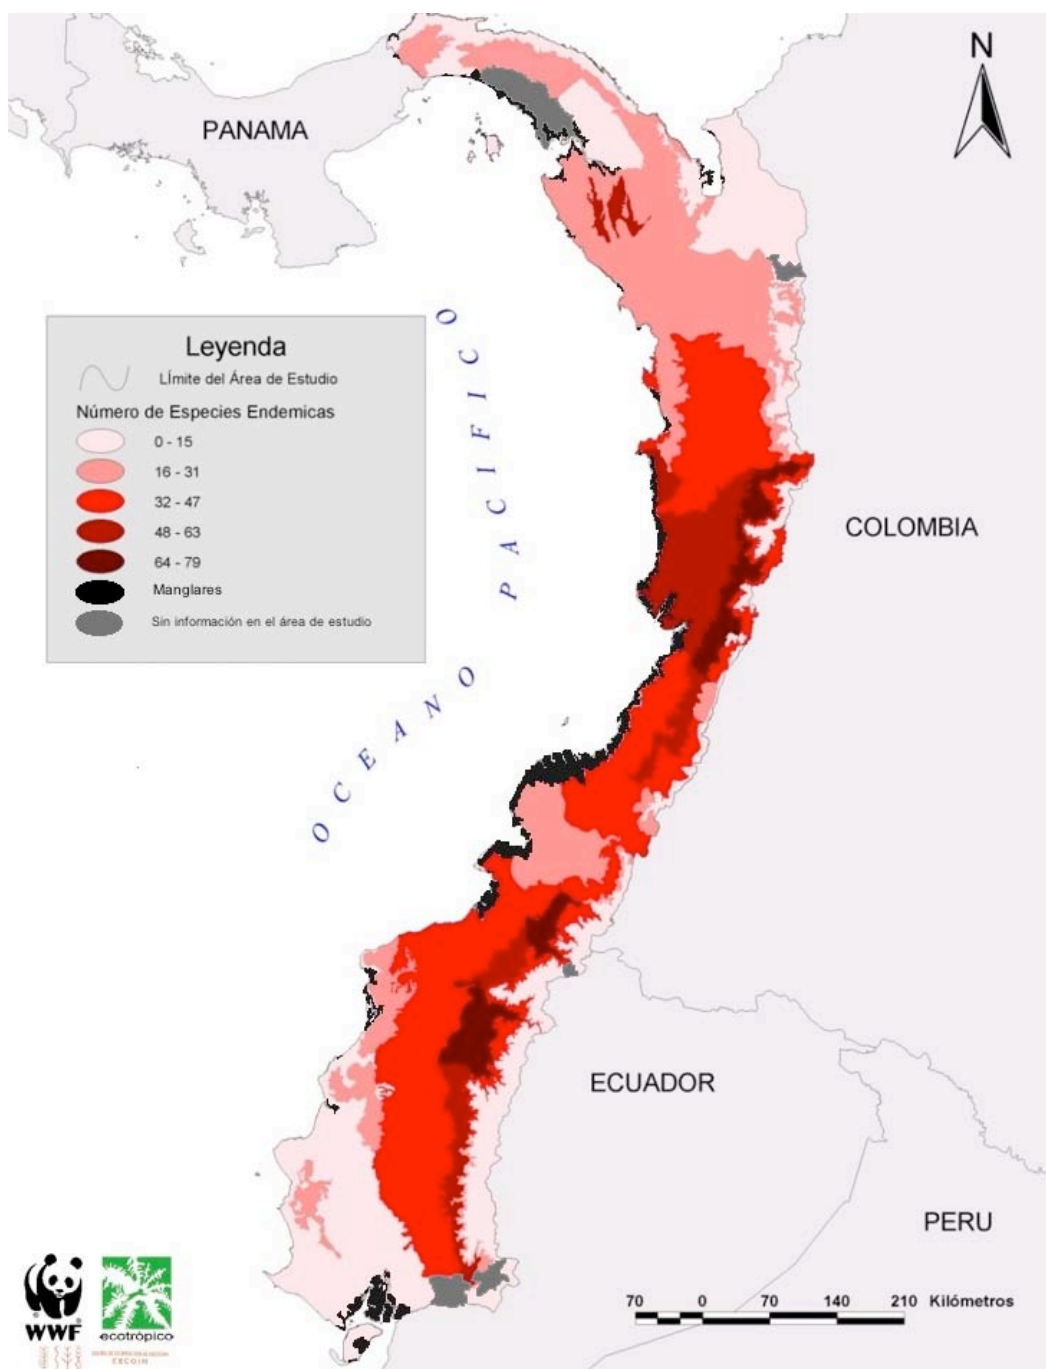 N
PANAMA
Leyenda
LÍmite del Área de Estudio
Número de Especies Endemicas
0 - 15
16 - 31
32 - 47
48 - 63
64 - 79
Manglares
Sin información en el área de estudio
OCEANO PACIFICO
COLOMBIA
ECUADOR
PERU
70 0 70 140 210 Kilómetros
WWF
ecotrópico
CECOIN